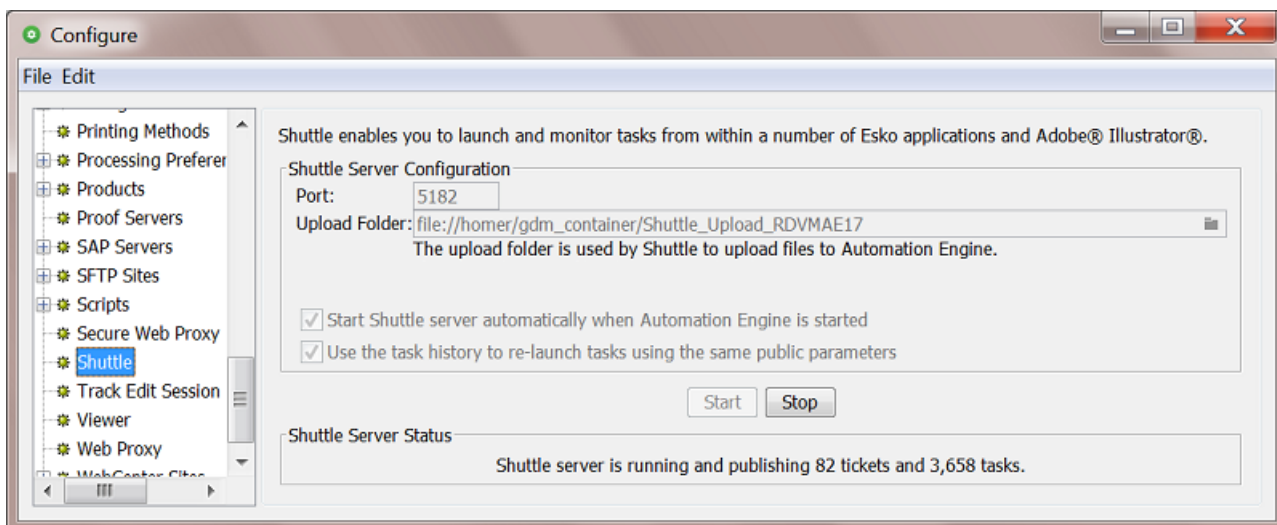 Configure
File Edit
Printing Methods
Processing Preferer
Products
Proof Servers
SAP Servers
SFTP Sites
Scripts
Secure Web Proxy
Shuttle
Track Edit Session
Viewer
Web Proxy
WebCenter Sites
Shuttle enables you to launch and monitor tasks from within a number of Esko applications and Adobe® Illustrator®.
Shuttle Server Configuration
Port: 5182
Upload Folder: file://homer/gdm_container/Shuttle_Upload_RDVMAE17
The upload folder is used by Shuttle to upload files to Automation Engine.
Start Shuttle server automatically when Automation Engine is started
Use the task history to re-launch tasks using the same public parameters
Start Stop
Shuttle Server Status
Shuttle server is running and publishing 82 tickets and 3,658 tasks.